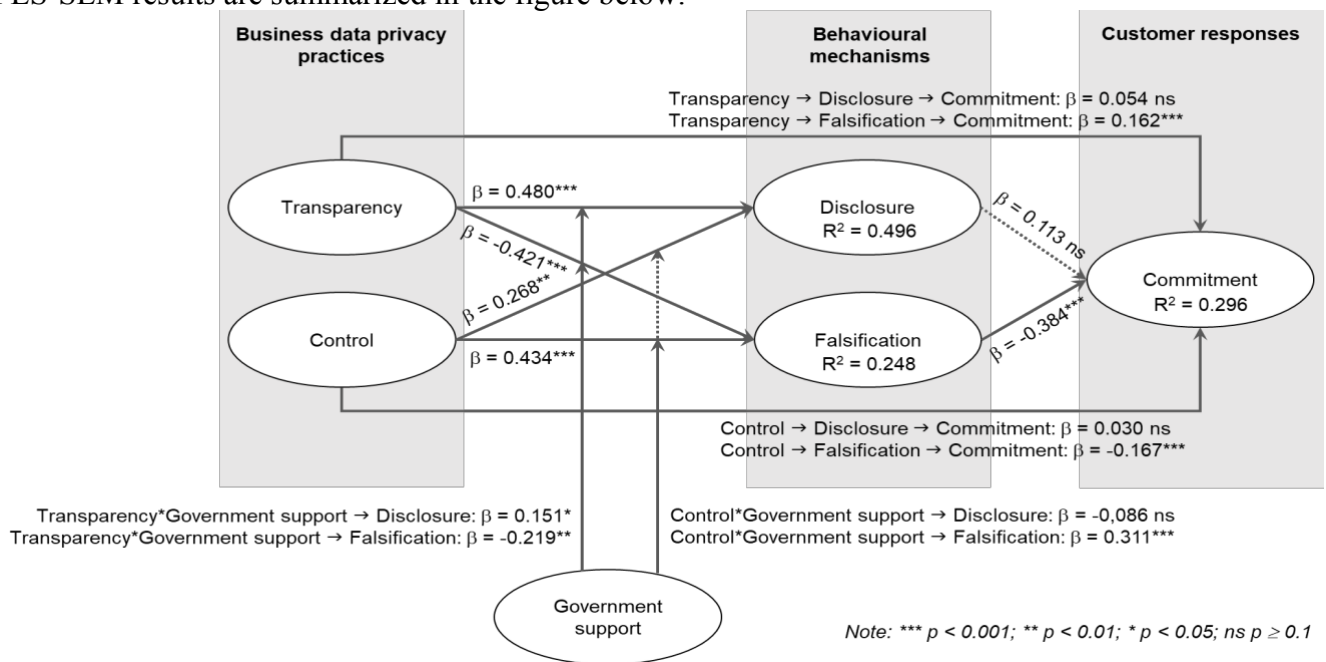 PLS-SEM results are summarized in the figure below.
Business data privacy
practices
Behavioural
mechanisms
Customer responses
Transparency → Disclosure → Commitment: β = 0.054 ns
Transparency → Falsification → Commitment: β = 0.162***
Transparency
β = 0.480***
Disclosure
R² = 0.496
β = 0.113 ns
β = -0.421***
β = 0.268**
Commitment
R² = 0.296
Control
β = 0.434***
Falsification
R² = 0.248
β = -0.384***
Control → Disclosure → Commitment: β = 0.030 ns
Control → Falsification → Commitment: β = -0.167***
Transparency*Government support → Disclosure: β = 0.151*
Transparency*Government support → Falsification: β = -0.219**
Control*Government support → Disclosure: β = -0,086 ns
Control*Government support → Falsification: β = 0.311***
Government
support
Note: *** p < 0.001; ** p < 0.01; * p < 0.05; ns p ≥ 0.1